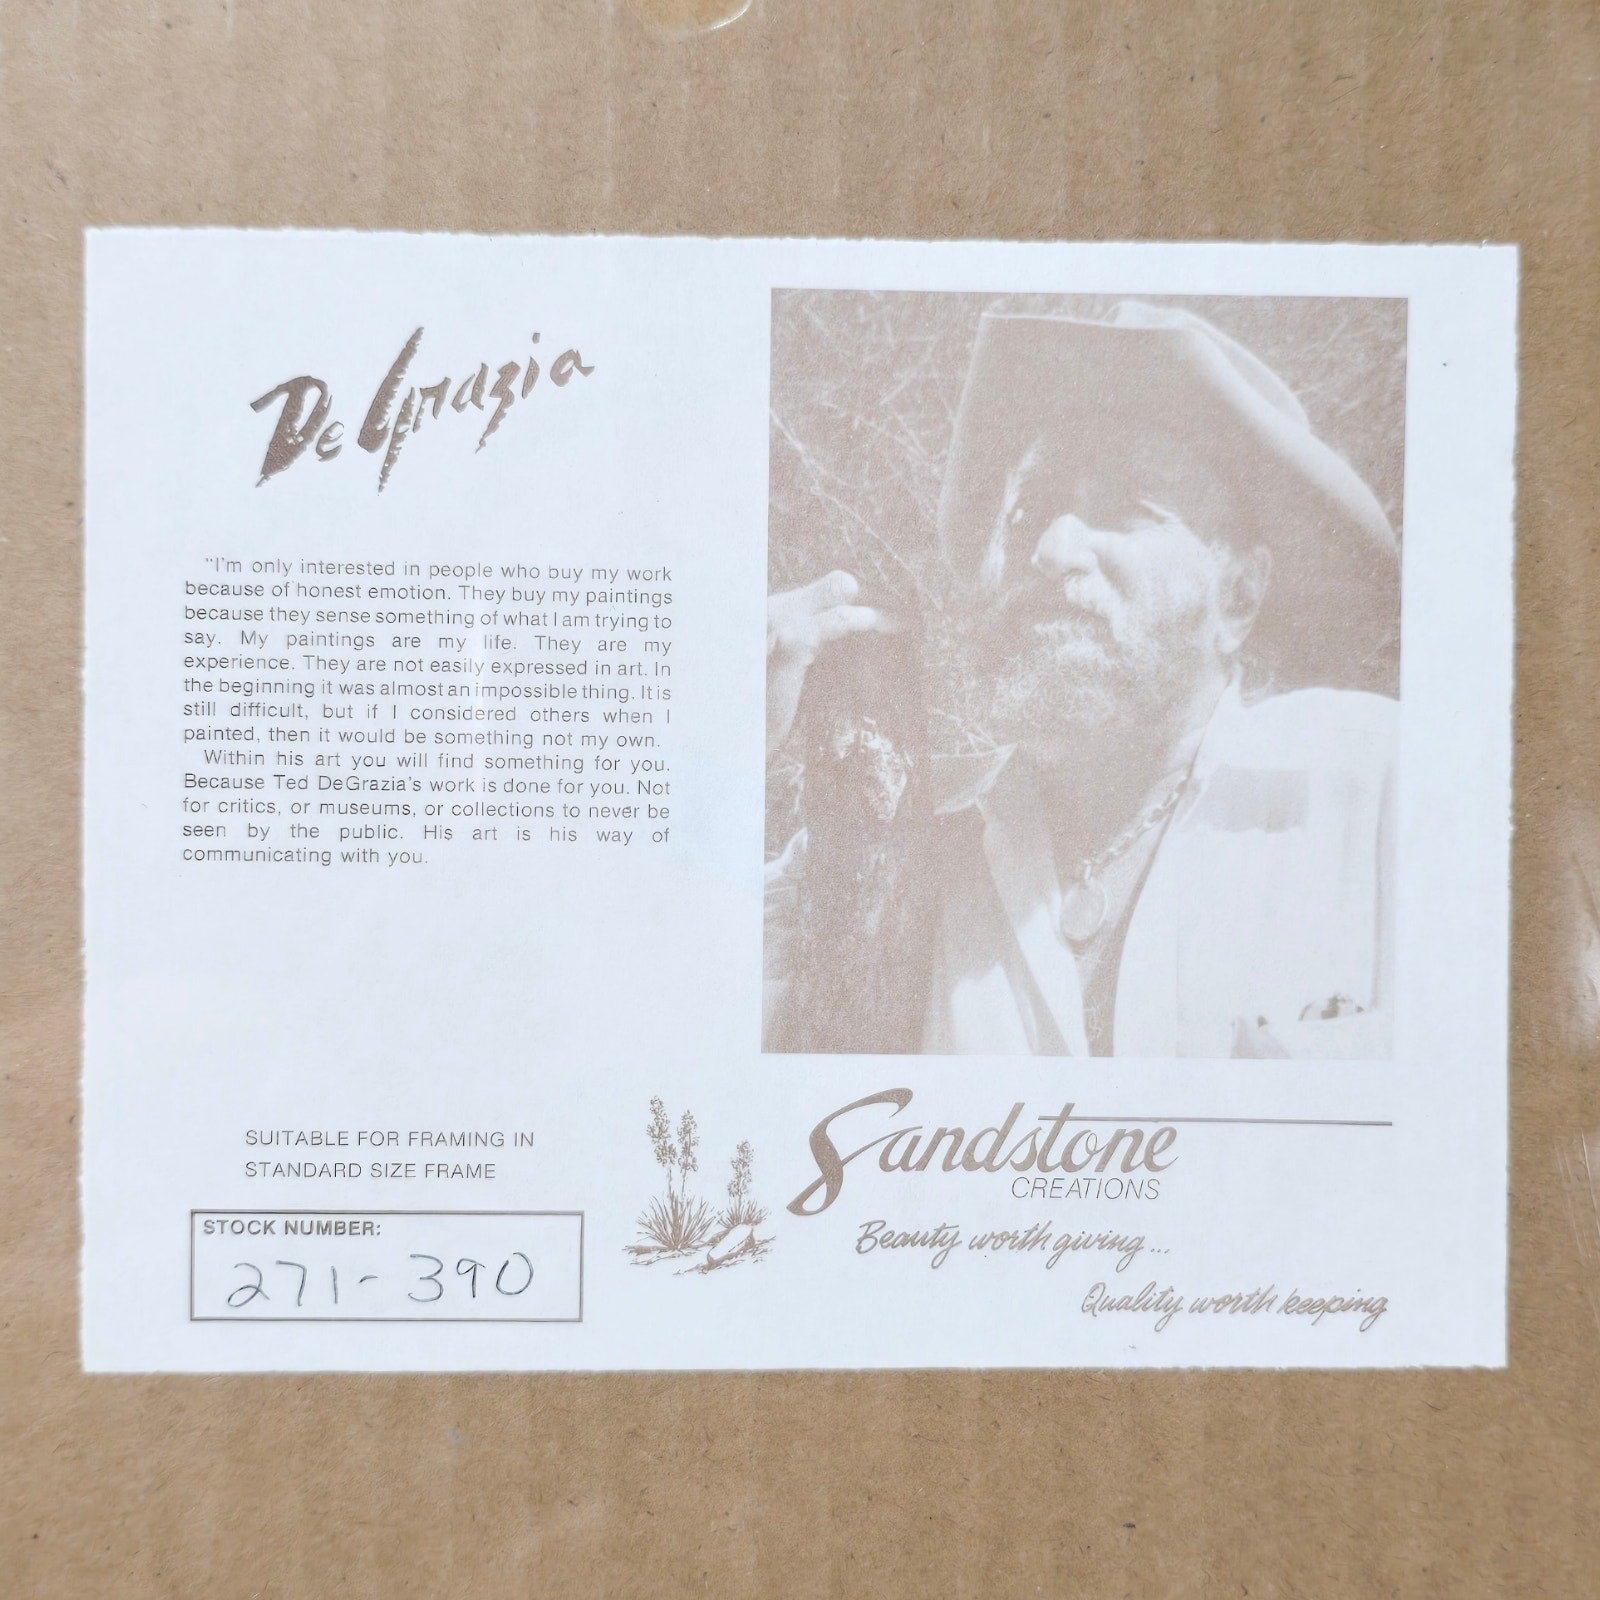 De Grazia
"I'm only interested in people who buy my work
because of honest emotion. They buy my paintings
because they sense something of what I am trying to
say. My paintings are my life. They are my
experience. They are not easily expressed in art. In
the beginning it was almost an impossible thing. It is
still difficult, but if I considered others when I
painted, then it would be something not my own.
Within his art you will find something for you.
Because Ted DeGrazia's work is done for you. Not
for critics, or museums, or collections to never be
seen by the public. His art is his way of
communicating with you.
SUITABLE FOR FRAMING IN
STANDARD SIZE FRAME
STOCK NUMBER:
271-390
Sandstone
CREATIONS
Beauty worth giving...
Quality worth keeping